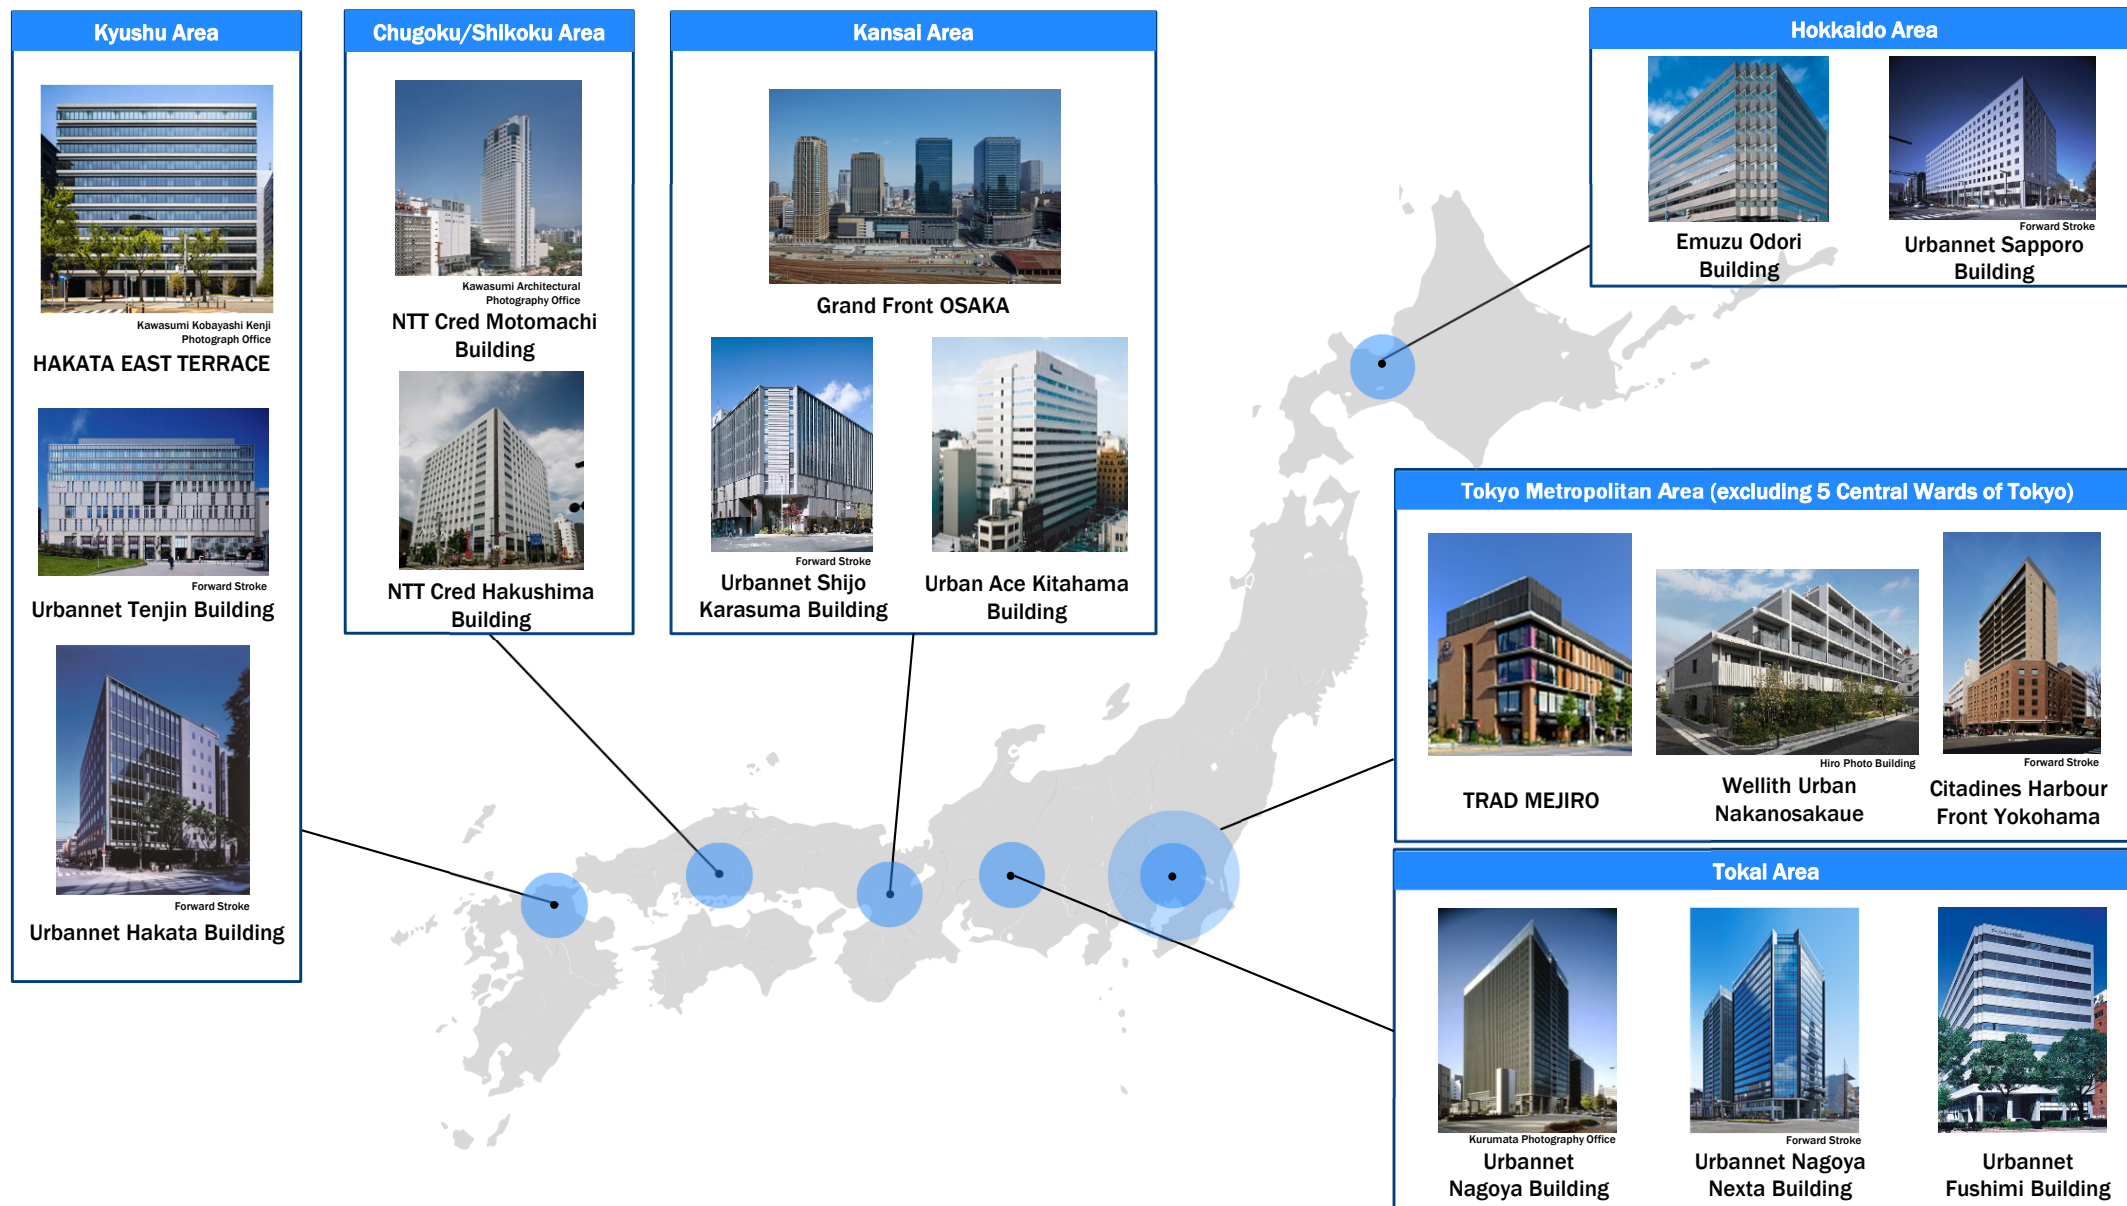 Kyushu Area
Kawasumi Kobayashi Kenji
Photograph Office
HAKATA EAST TERRACE
Forward Stroke
Urbannet Tenjin Building
Forward Stroke
Urbannet Hakata Building
Chugoku/Shikoku Area
Kawasumi Architectural
Photography Office
NTT Cred Motomachi
Building
NTT Cred Hakushima
Building
Kansai Area
Grand Front OSAKA
Forward Stroke
Urbannet Shijo
Karasuma Building
Urban Ace Kitahama
Building
Hokkaido Area
Emuzu Odori
Building
Forward Stroke
Urbannet Sapporo
Building
Tokyo Metropolitan Area (excluding 5 Central Wards of Tokyo)
TRAD MEJIRO
Hiro Photo Building
Wellith Urban
Nakanosakaue
Forward Stroke
Citadines Harbour
Front Yokohama
Tokai Area
Kurumata Photography Office
Urbannet
Nagoya Building
Forward Stroke
Urbannet Nagoya
Nexta Building
Urbannet
Fushimi Building